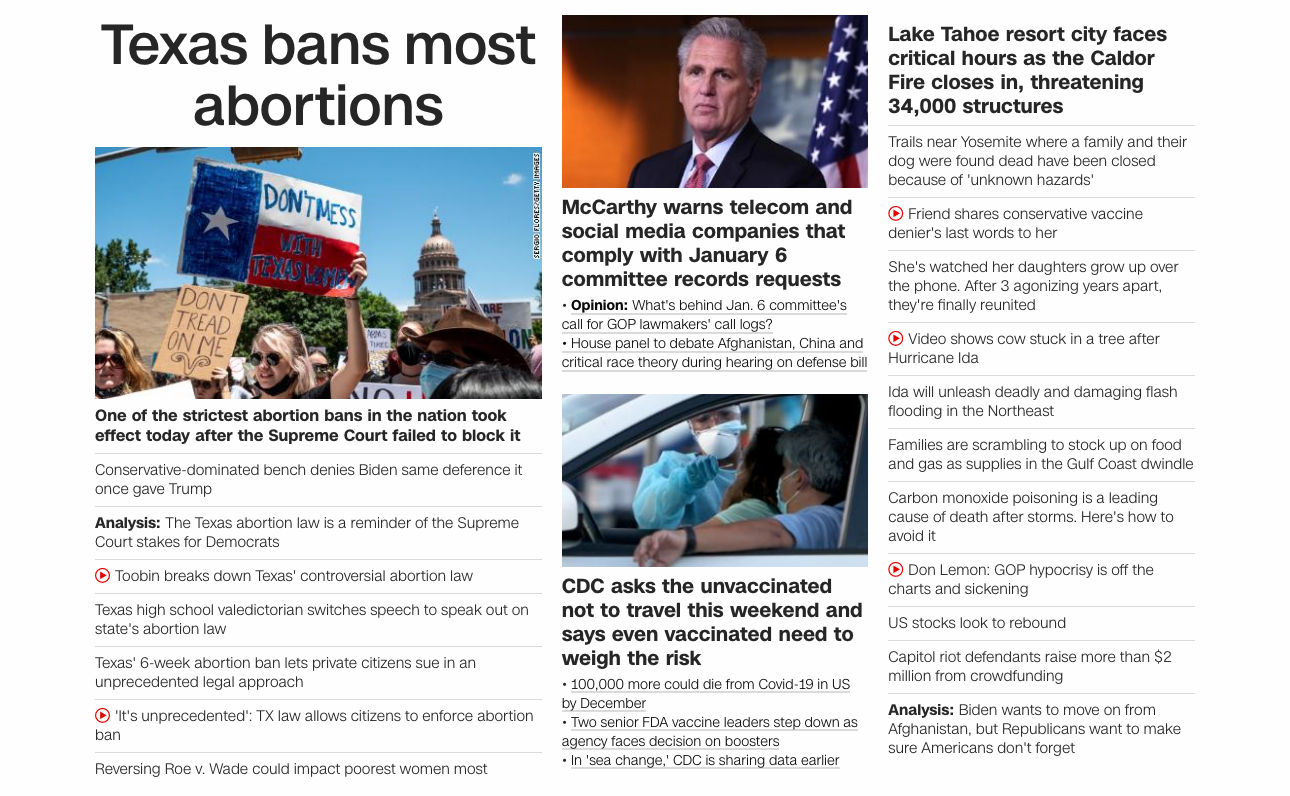 Texas bans most
abortions
DON'T MESS
WITH
TEXAS WOMEN
DON'T
TREAD
ON ME
SERGIO FLORES/GETTY IMAGES
One of the strictest abortion bans in the nation took
effect today after the Supreme Court failed to block it
Conservative-dominated bench denies Biden same deference it
once gave Trump
Analysis: The Texas abortion law is a reminder of the Supreme
Court stakes for Democrats
Toobin breaks down Texas' controversial abortion law
Texas high school valedictorian switches speech to speak out on
state's abortion law
Texas' 6-week abortion ban lets private citizens sue in an
unprecedented legal approach
'It's unprecedented': TX law allows citizens to enforce abortion
ban
Reversing Roe v. Wade could impact poorest women most
McCarthy warns telecom and
social media companies that
comply with January 6
committee records requests
• Opinion: What's behind Jan. 6 committee's
call for GOP lawmakers' call logs?
• House panel to debate Afghanistan, China and
critical race theory during hearing on defense bill
CDC asks the unvaccinated
not to travel this weekend and
says even vaccinated need to
weigh the risk
• 100,000 more could die from Covid-19 in US
by December
• Two senior FDA vaccine leaders step down as
agency faces decision on boosters
• In 'sea change,' CDC is sharing data earlier
Lake Tahoe resort city faces
critical hours as the Caldor
Fire closes in, threatening
34,000 structures
Trails near Yosemite where a family and their
dog were found dead have been closed
because of 'unknown hazards'
Friend shares conservative vaccine
denier's last words to her
She's watched her daughters grow up over
the phone. After 3 agonizing years apart,
they're finally reunited
Video shows cow stuck in a tree after
Hurricane Ida
Ida will unleash deadly and damaging flash
flooding in the Northeast
Families are scrambling to stock up on food
and gas as supplies in the Gulf Coast dwindle
Carbon monoxide poisoning is a leading
cause of death after storms. Here's how to
avoid it
Don Lemon: GOP hypocrisy is off the
charts and sickening
US stocks look to rebound
Capitol riot defendants raise more than $2
million from crowdfunding
Analysis: Biden wants to move on from
Afghanistan, but Republicans want to make
sure Americans don't forget